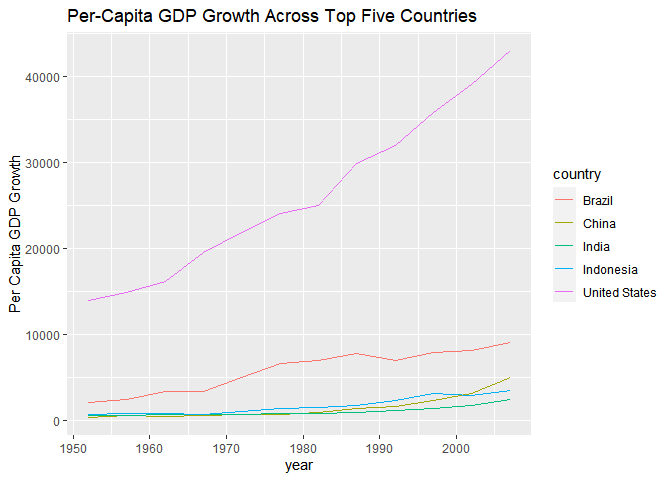 Per-Capita GDP Growth Across Top Five Countries
Per Capita GDP Growth
40000
30000
20000
10000
0
1950 1960 1970 1980 1990 2000
year
country
Brazil
China
India
Indonesia
United States